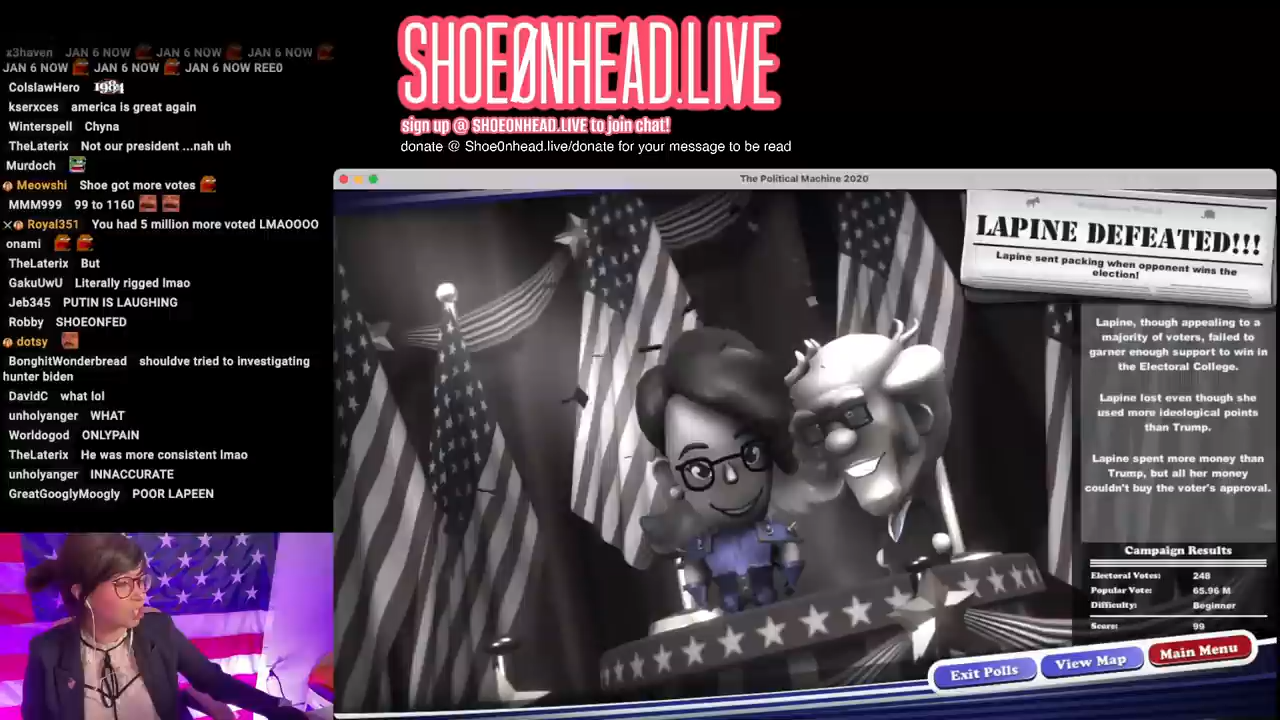 SHOEØNHEAD.LIVE
sign up @ SHOE0NHEAD.LIVE to join chat!
donate @ Shoe0nhead.live/donate for your message to be read
x3haven JAN 6 NOW JAN 6 NOW JAN 6 NOW
JAN 6 NOW JAN 6 NOW JAN 6 NOW REE0
ColslawHero 1984
kserxces america is great again
Winterspell Chyna
TheLaterix Not our president ...nah uh
Murdoch
Meowshi Shoe got more votes
MMM999 99 to 1160
Royal351 You had 5 million more voted LMAOOOO
onami
TheLaterix But
GakuUwU Literally rigged lmao
Jeb345 PUTIN IS LAUGHING
Robby SHOEONFED
dotsy
BonghitWonderbread shouldve tried to investigating
hunter biden
DavidC what lol
unholyanger WHAT
Worldogod ONLYPAIN
TheLaterix He was more consistent lmao
unholyanger INNACCURATE
GreatGooglyMoogly POOR LAPEEN
The Political Machine 2020
LAPINE DEFEATED!!!
Lapine sent packing when opponent wins the
election!
Lapine, though appealing to a
majority of voters, failed to
garner enough support to win in
the Electoral College.
Lapine lost even though she
used more ideological points
than Trump.
Lapine spent more money than
Trump, but all her money
couldn't buy the voter's approval.
Campaign Results
Electoral Votes: 248
Popular Vote: 65.96 M
Difficulty: Beginner
Score: 99
Exit Polls View Map Main Menu